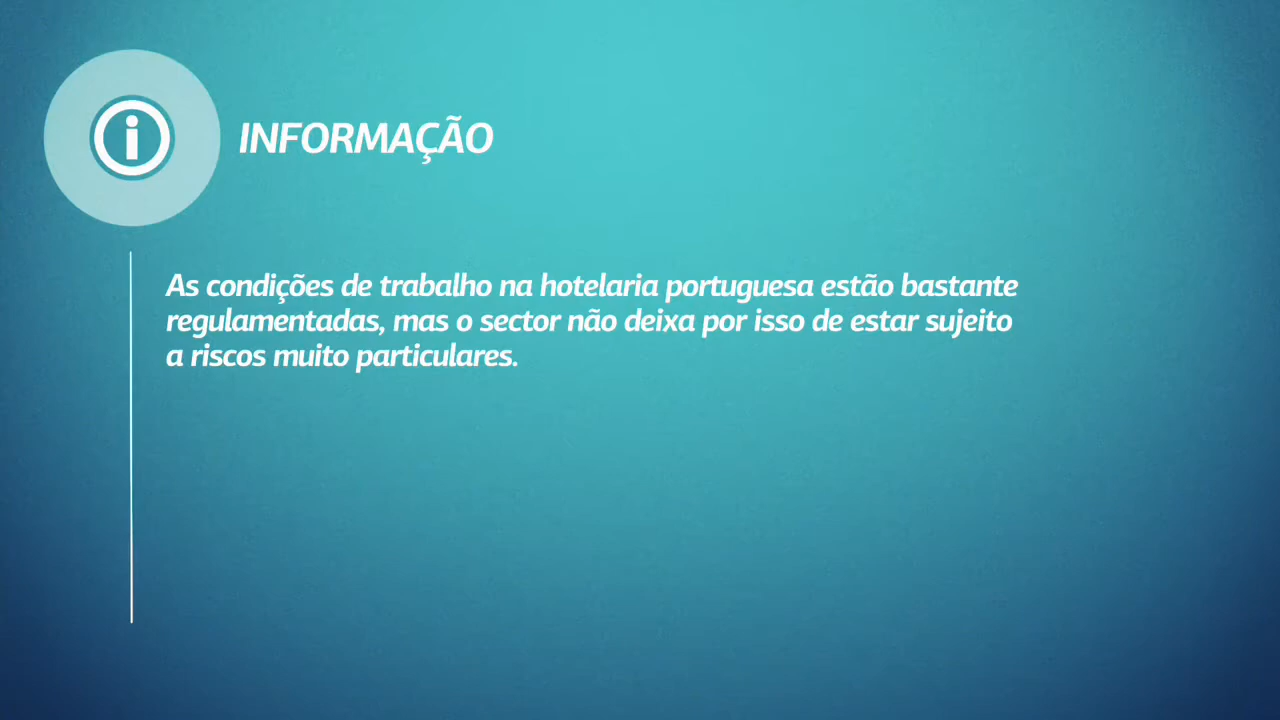 INFORMAÇÃO
As condições de trabalho na hotelaria portuguesa estão bastante
regulamentadas, mas o sector não deixa por isso de estar sujeito
a riscos muito particulares.